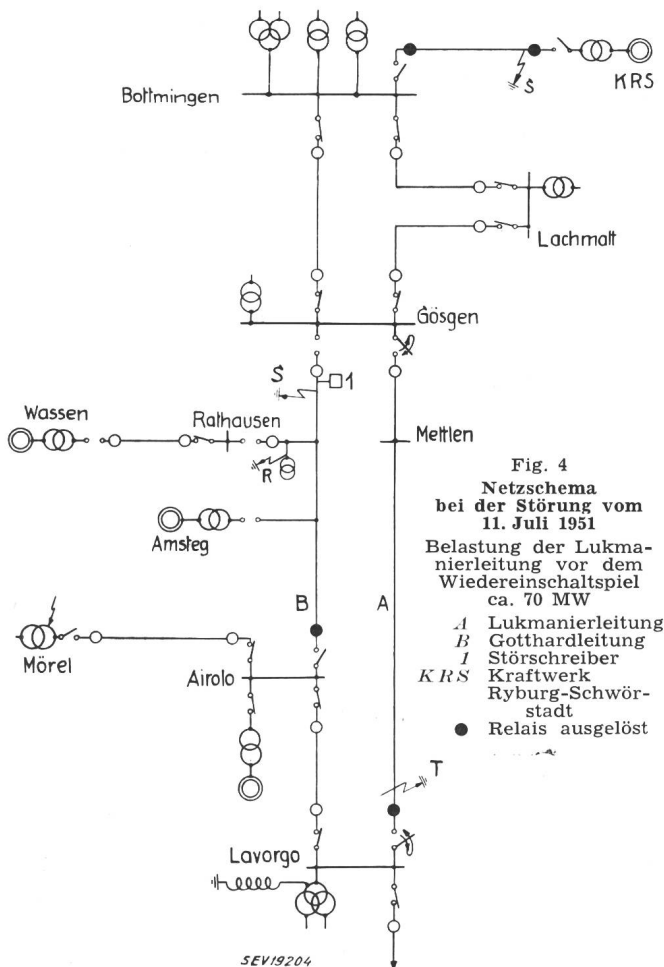 Bottmingen
S
KRS
Lachmatt
Gösgen
S
1
Wassen
Rathausen
Mettlen
R
Amsteg
B
A
Mörel
Airolo
T
Lavorgo
Fig. 4
Netzschema
bei der Störung vom
11. Juli 1951
Belastung der Lukma-
nierleitung vor dem
Wiedereinschaltspiel
ca. 70 MW
A Lukmanierleitung
B Gotthardleitung
1 Störschreiber
KRS Kraftwerk
Ryburg-Schwör-
stadt
● Relais ausgelöst
SEV19204